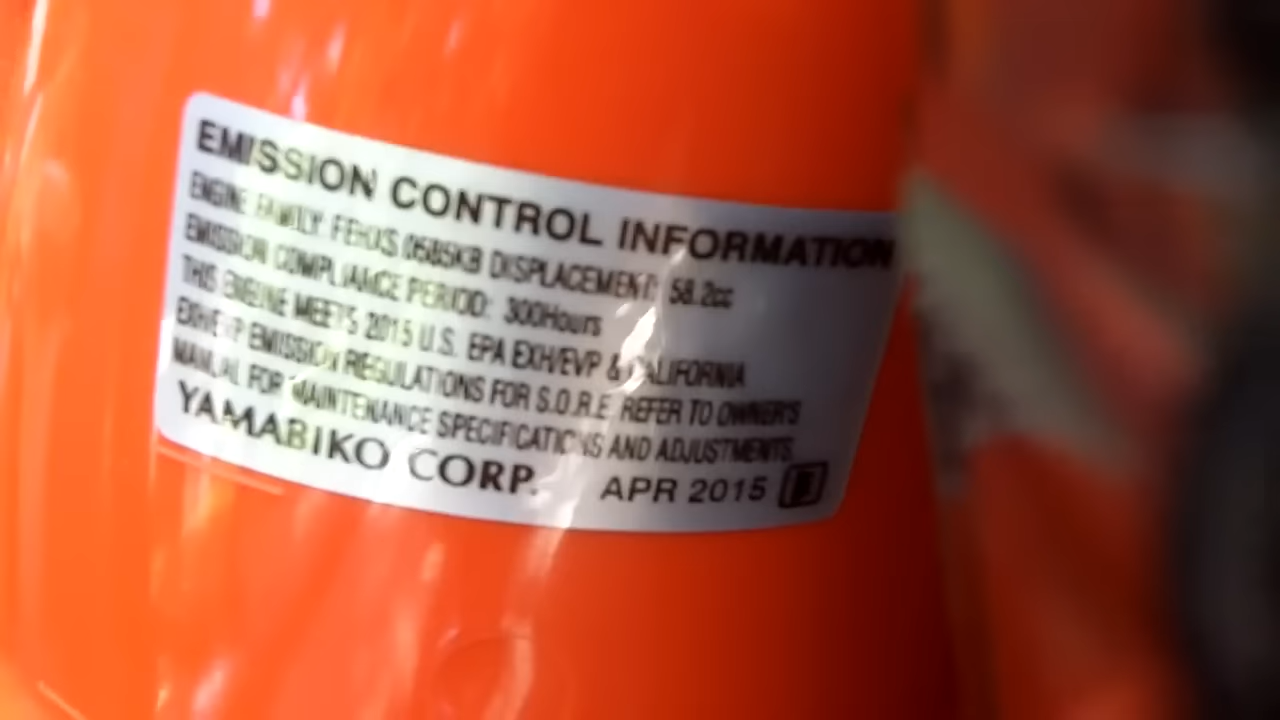 EMISSION CONTROL INFORMATION
ENGINE FAMILY: DISPLACEMENT: 58.2cc
EMISSION COMPLIANCE PERIOD: 300Hours
THIS ENGINE MEETS 2015 U.S. EPA EXH/EVP & CALIFORNIA
EXH/EVP EMISSION REGULATIONS FOR S.O.R.E. REFER TO OWNER'S
MANUAL FOR MAINTENANCE SPECIFICATIONS AND ADJUSTMENTS.
YAMABIKO CORP. APR 2015